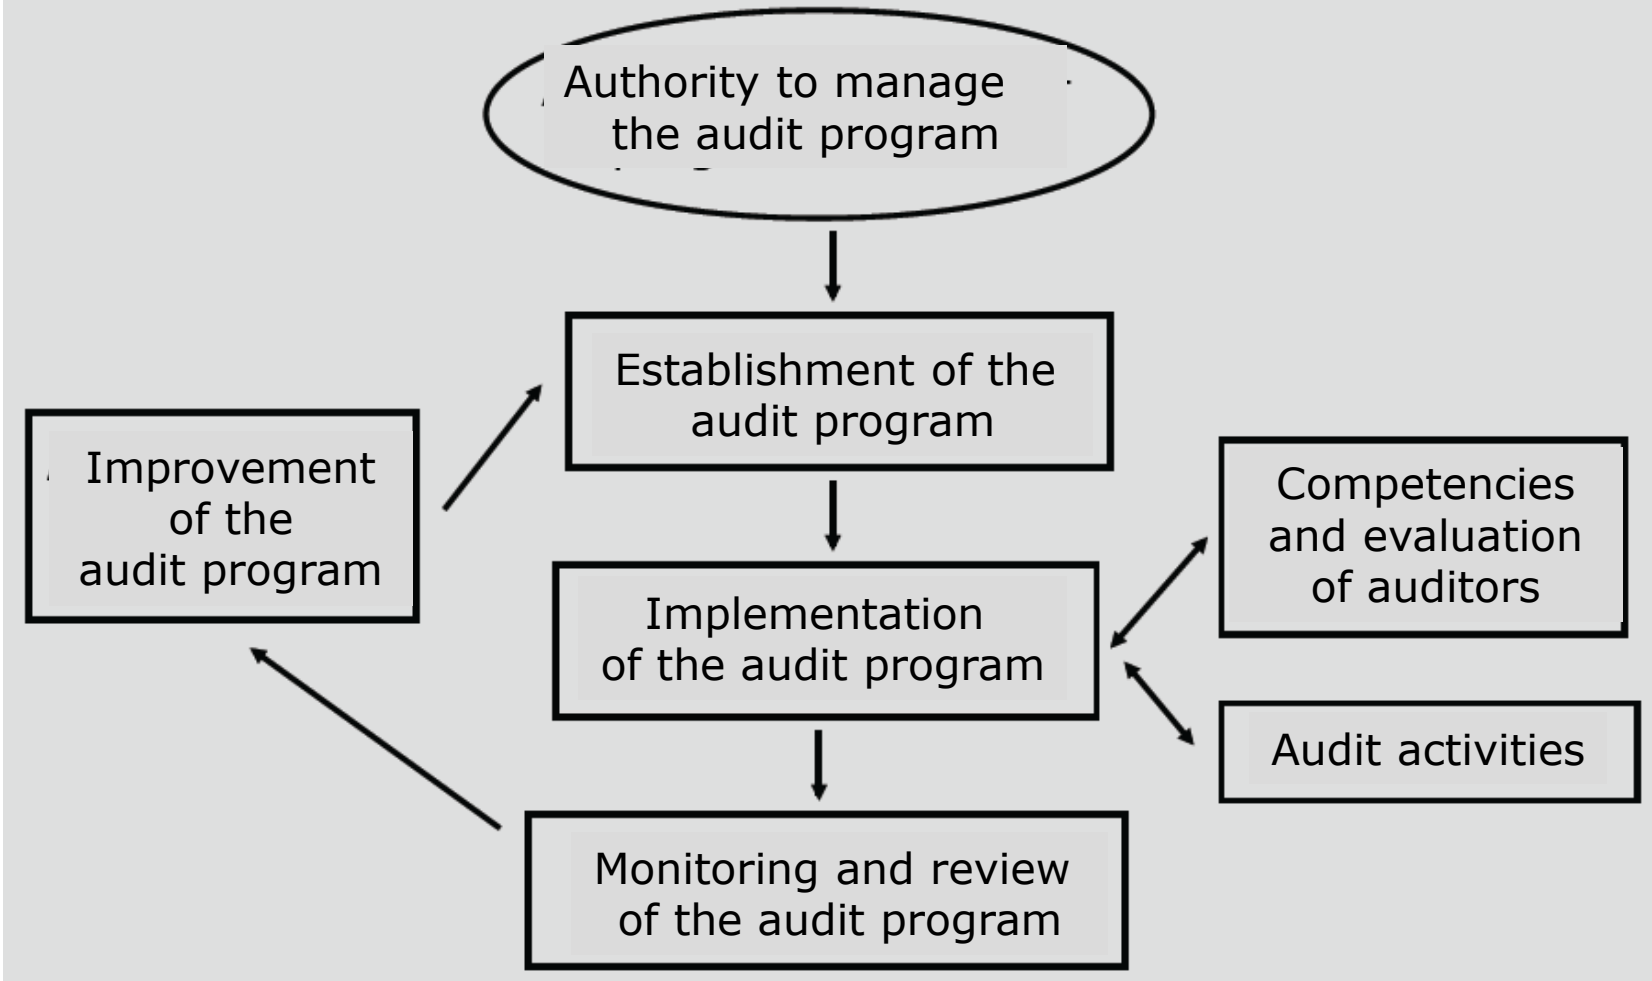 Authority to manage
the audit program
Establishment of the
audit program
Improvement
of the
audit program
Competencies
and evaluation
of auditors
Implementation
of the audit program
Audit activities
Monitoring and review
of the audit program